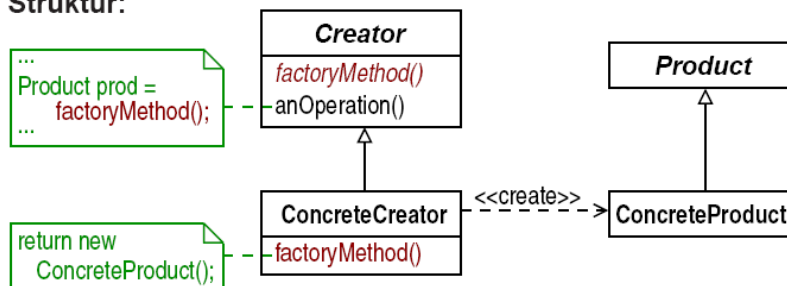 Struktur:
...
Product prod =
factoryMethod();
...
Creator
factoryMethod()
anOperation()
Product
return new
ConcreteProduct();
ConcreteCreator
factoryMethod()
<<create>>
ConcreteProduct